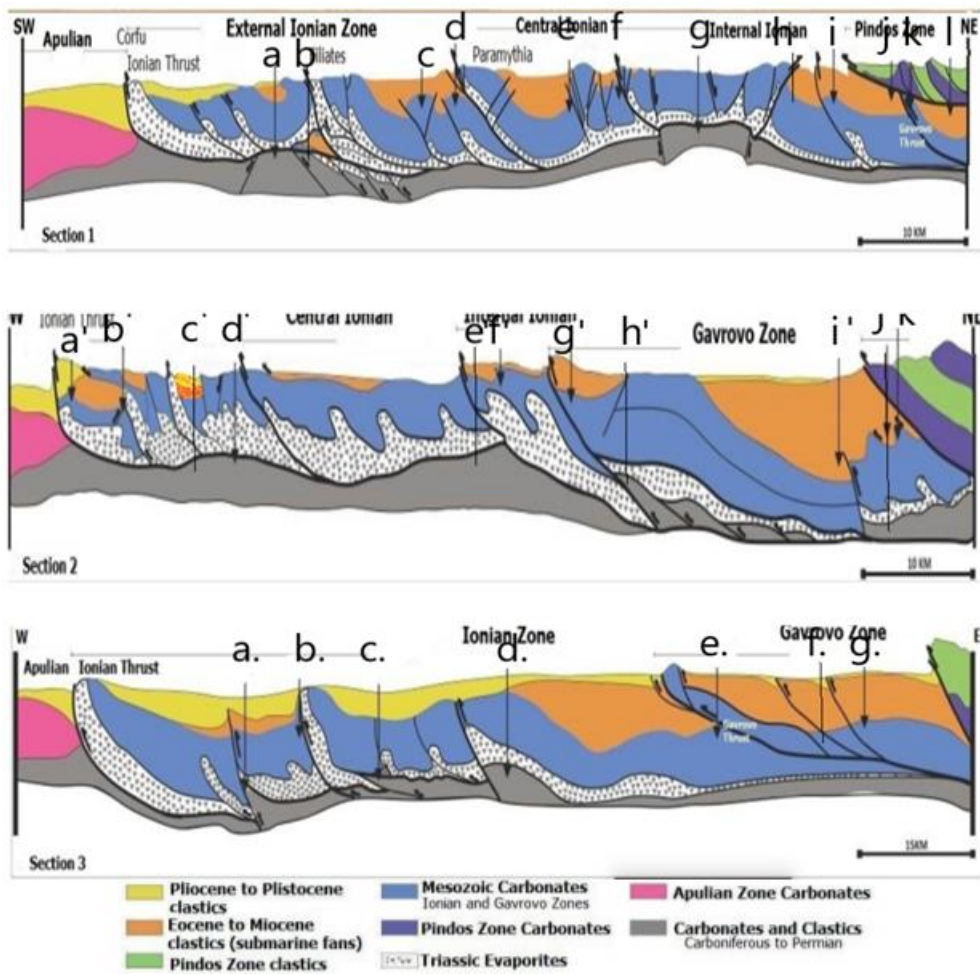 SW
External Ionian Zone
Central Ionian
Internal Ionian
Pindos Zone
NE
Apulian
Corfu
Ionian Thrust
Paramythia
a
b
c
d
e
f
g
h
i
j
k
l
Gavrovo
Thrust
Section 1
10 KM
W
Ionian Thrust
Central Ionian
Internal Ionian
Gavrovo Zone
a'
b'
c'
d'
e'
f'
g'
h'
i'
J
K
Section 2
10 KM
W
Ionian Zone
Gavrovo Zone
E
Apulian
Ionian Thrust
a.
b.
c.
d.
e.
f.
g.
Gavrovo
Thrust
Section 3
15KM
Pliocene to Plistocene
clastics
Eocene to Miocene
clastics (submarine fans)
Pindos Zone clastics
Mesozoic Carbonates
Ionian and Gavrovo Zones
Pindos Zone Carbonates
Triassic Evaporites
Apulian Zone Carbonates
Carbonates and Clastics
Carboniferous to Permian